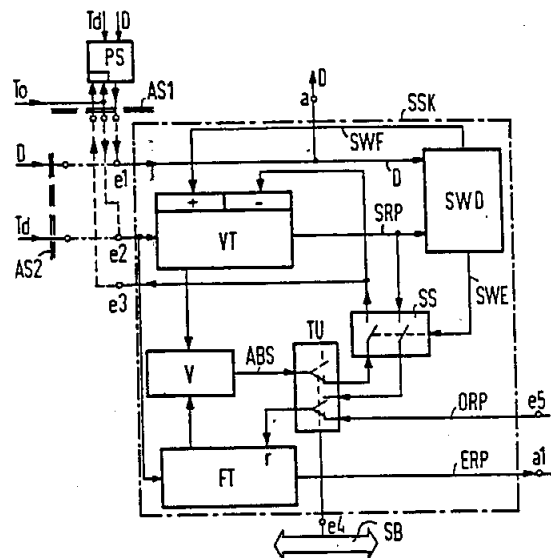 Td D
PS
To
AS1
a D
SSK
SWF
D e1 D
+ - SWD
SRP
Td e2 VT
AS2
e3 SWE
SS
TU
V ABS
ORP e5
r
FT ERP a1
e4 SB